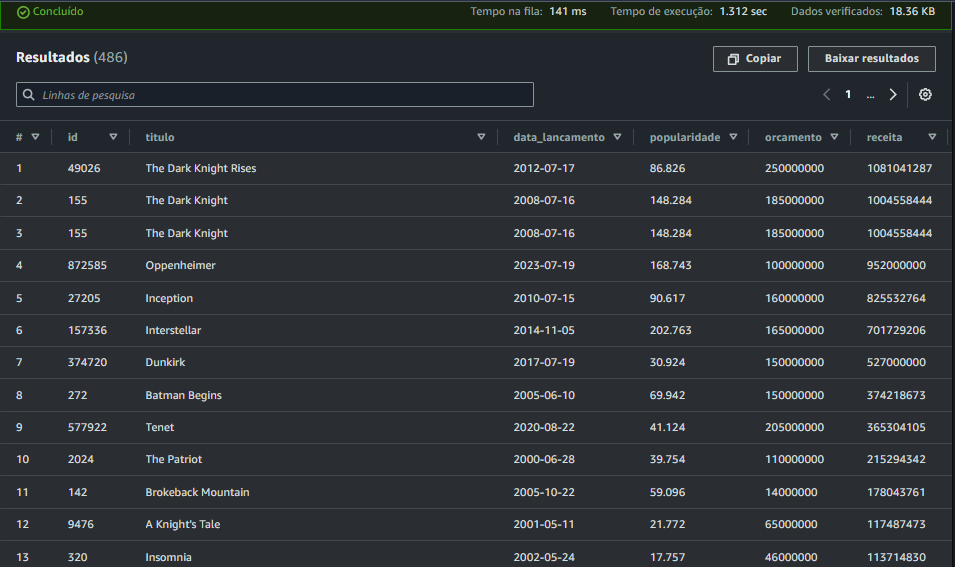 Concluído Tempo na fila: 141 ms Tempo de execução: 1.312 sec Dados verificados: 18.36 KB
Resultados (486) Copiar Baixar resultados
Linhas de pesquisa 1 ...
# id titulo data_lancamento popularidade orcamento receita
1 49026 The Dark Knight Rises 2012-07-17 86.826 250000000 1081041287
2 155 The Dark Knight 2008-07-16 148.284 185000000 1004558444
3 155 The Dark Knight 2008-07-16 148.284 185000000 1004558444
4 872585 Oppenheimer 2023-07-19 168.743 100000000 952000000
5 27205 Inception 2010-07-15 90.617 160000000 825532764
6 157336 Interstellar 2014-11-05 202.763 165000000 701729206
7 374720 Dunkirk 2017-07-19 30.924 150000000 527000000
8 272 Batman Begins 2005-06-10 69.942 150000000 374218673
9 577922 Tenet 2020-08-22 41.124 205000000 365304105
10 2024 The Patriot 2000-06-28 39.754 110000000 215294342
11 142 Brokeback Mountain 2005-10-22 59.096 14000000 178043761
12 9476 A Knight's Tale 2001-05-11 21.772 65000000 117487473
13 320 Insomnia 2002-05-24 17.757 46000000 113714830